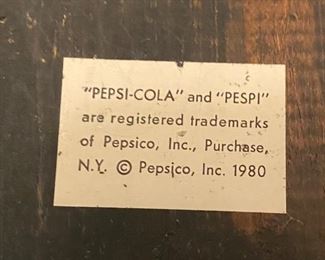 "PEPSI-COLA" and "PESPI"
are registered trademarks
of Pepsico, Inc., Purchase,
N.Y. © Pepsico, Inc. 1980